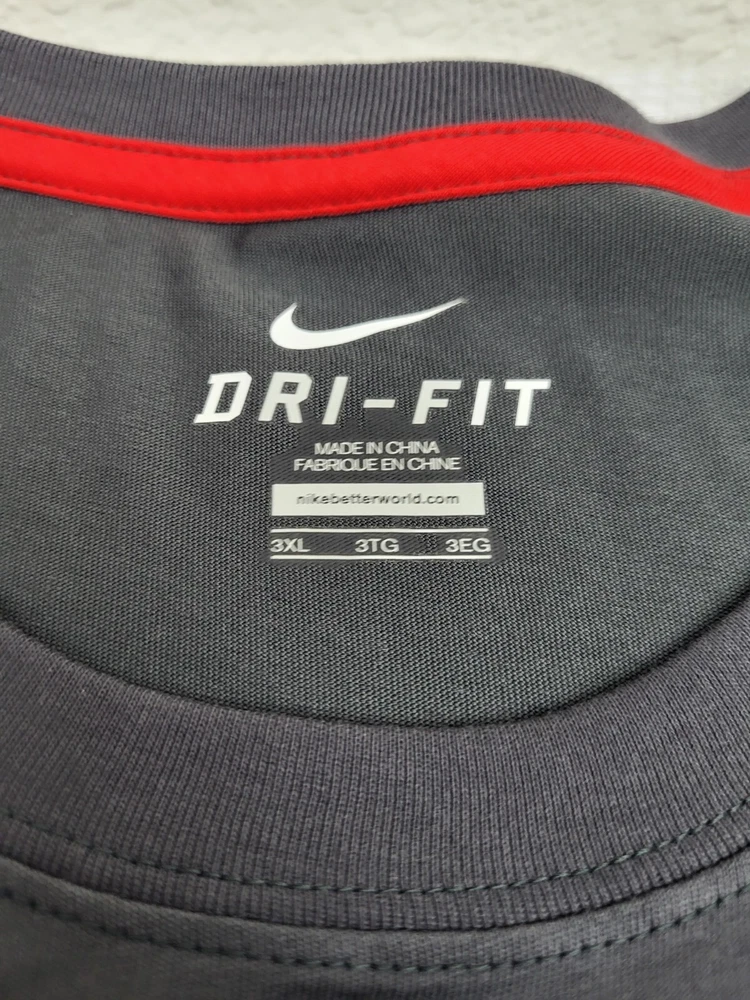 DRI-FIT
MADE IN CHINA
FABRIQUE EN CHINE
nikebetterworld.com
3XL 3TG 3EG